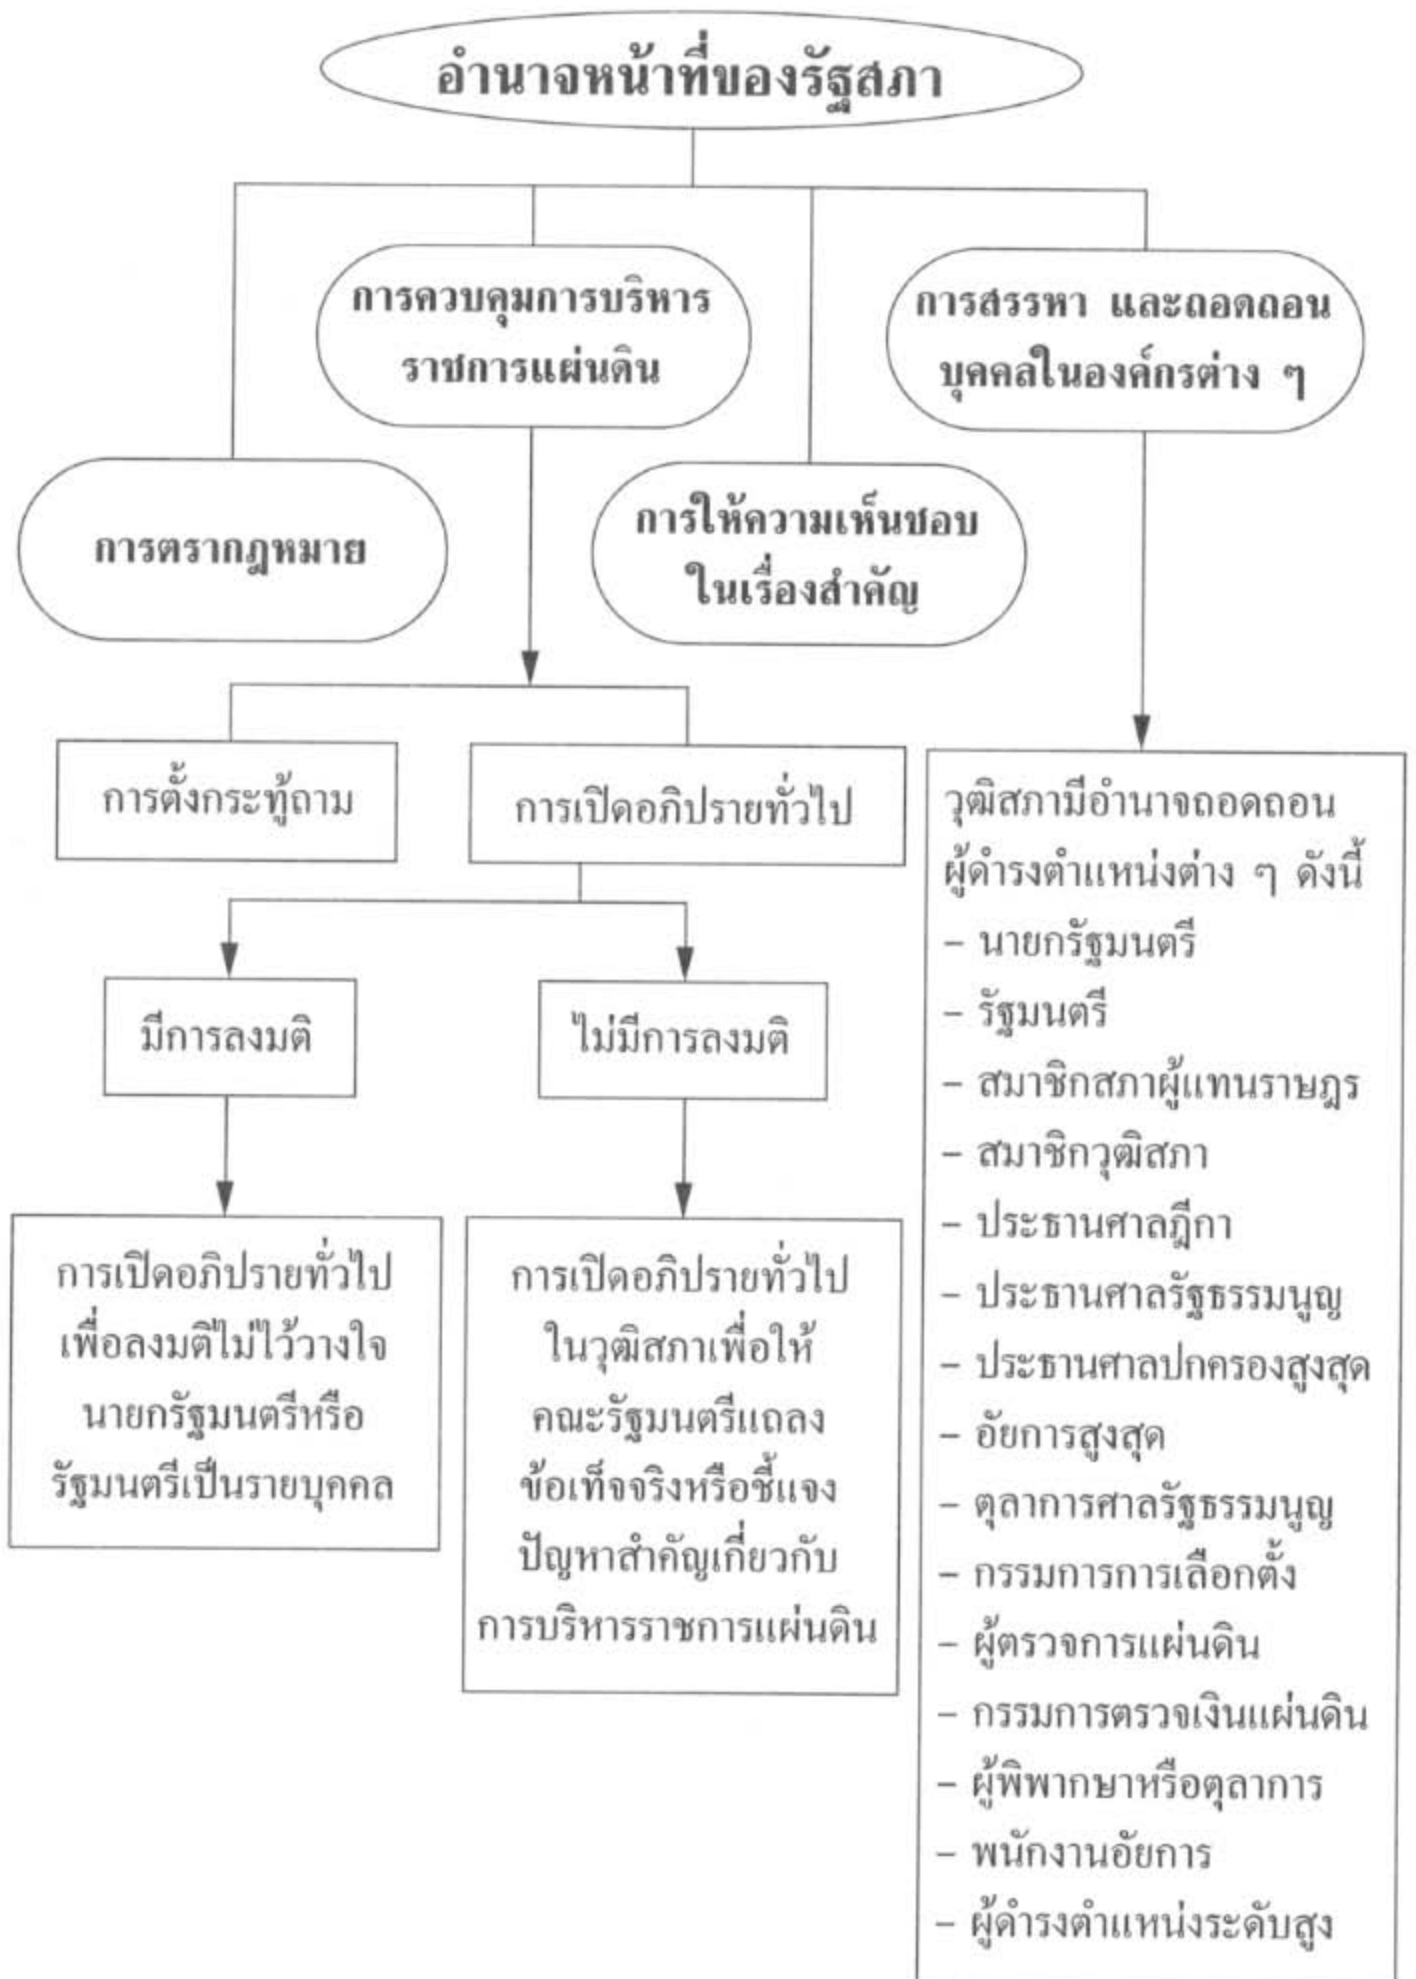 อำนาจหน้าที่ของรัฐสภา
การควบคุมการบริหาร
ราชการแผ่นดิน
การสรรหา และถอดถอน
บุคคลในองค์กรต่าง ๆ
การตรากฎหมาย
การให้ความเห็นชอบ
ในเรื่องสำคัญ
การตั้งกระทู้ถาม
การเปิดอภิปรายทั่วไป
มีการลงมติ
ไม่มีการลงมติ
การเปิดอภิปรายทั่วไป
เพื่อลงมติไม่ไว้วางใจ
นายกรัฐมนตรีหรือ
รัฐมนตรีเป็นรายบุคคล
การเปิดอภิปรายทั่วไป
ในวุฒิสภาเพื่อให้
คณะรัฐมนตรีแถลง
ข้อเท็จจริงหรือชี้แจง
ปัญหาสำคัญเกี่ยวกับ
การบริหารราชการแผ่นดิน
วุฒิสภามีอำนาจถอดถอน
ผู้ดำรงตำแหน่งต่าง ๆ ดังนี้
– นายกรัฐมนตรี
– รัฐมนตรี
– สมาชิกสภาผู้แทนราษฎร
– สมาชิกวุฒิสภา
– ประธานศาลฎีกา
– ประธานศาลรัฐธรรมนูญ
– ประธานศาลปกครองสูงสุด
– อัยการสูงสุด
– ตุลาการศาลรัฐธรรมนูญ
– กรรมการการเลือกตั้ง
– ผู้ตรวจการแผ่นดิน
– กรรมการตรวจเงินแผ่นดิน
– ผู้พิพากษาหรือตุลาการ
– พนักงานอัยการ
– ผู้ดำรงตำแหน่งระดับสูง